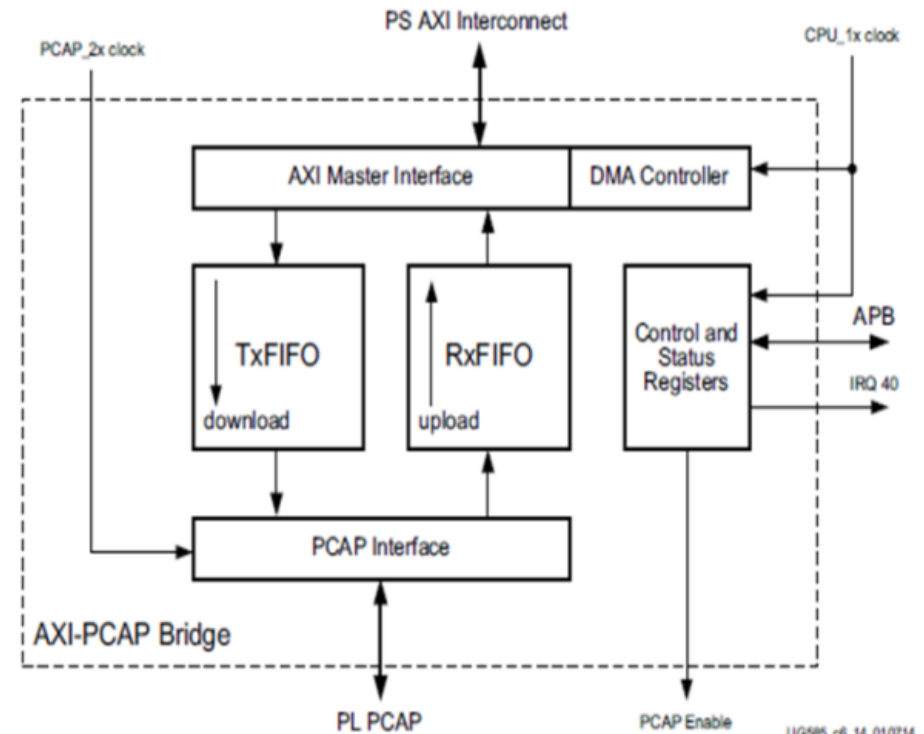 PS AXI Interconnect
PCAP_2x clock
CPU_1x clock
AXI Master Interface
DMA Controller
TxFIFO
download
RxFIFO
upload
Control and
Status
Registers
APB
IRQ 40
PCAP Interface
AXI-PCAP Bridge
PL PCAP
PCAP Enable
UG585_c6_14_010714